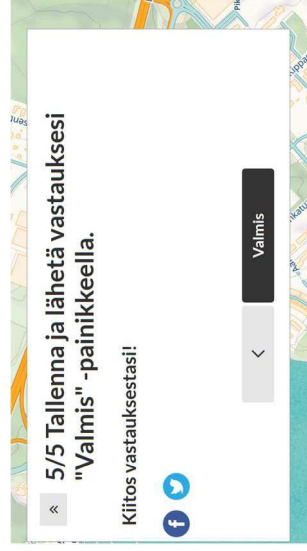 5/5 Tallenna ja lähetä vastauksesi
"Valmis" -painikkeella.
Kiitos vastauksestasi!
Valmis